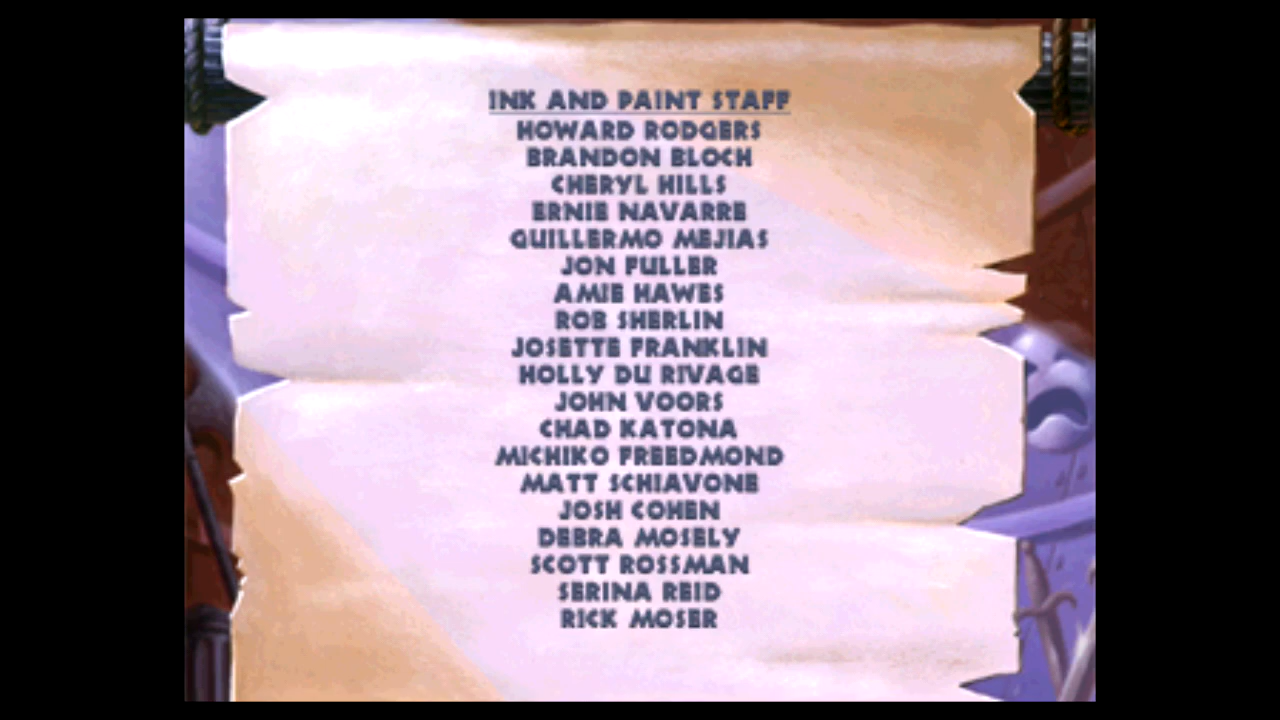 INK AND PAINT STAFF
HOWARD RODGERS
BRANDON BLOCH
CHERYL HILLS
ERNIE NAVARRE
GUILLERMO MEJIAS
JON FULLER
AMIE HAWES
ROB SHERLIN
JOSETTE FRANKLIN
HOLLY DU RIVAGE
JOHN VOORS
CHAD KATONA
MICHIKO FREEDMOND
MATT SCHIAVONE
JOSH COHEN
DEBRA MOSELY
SCOTT ROSSMAN
SERINA REID
RICK MOSER